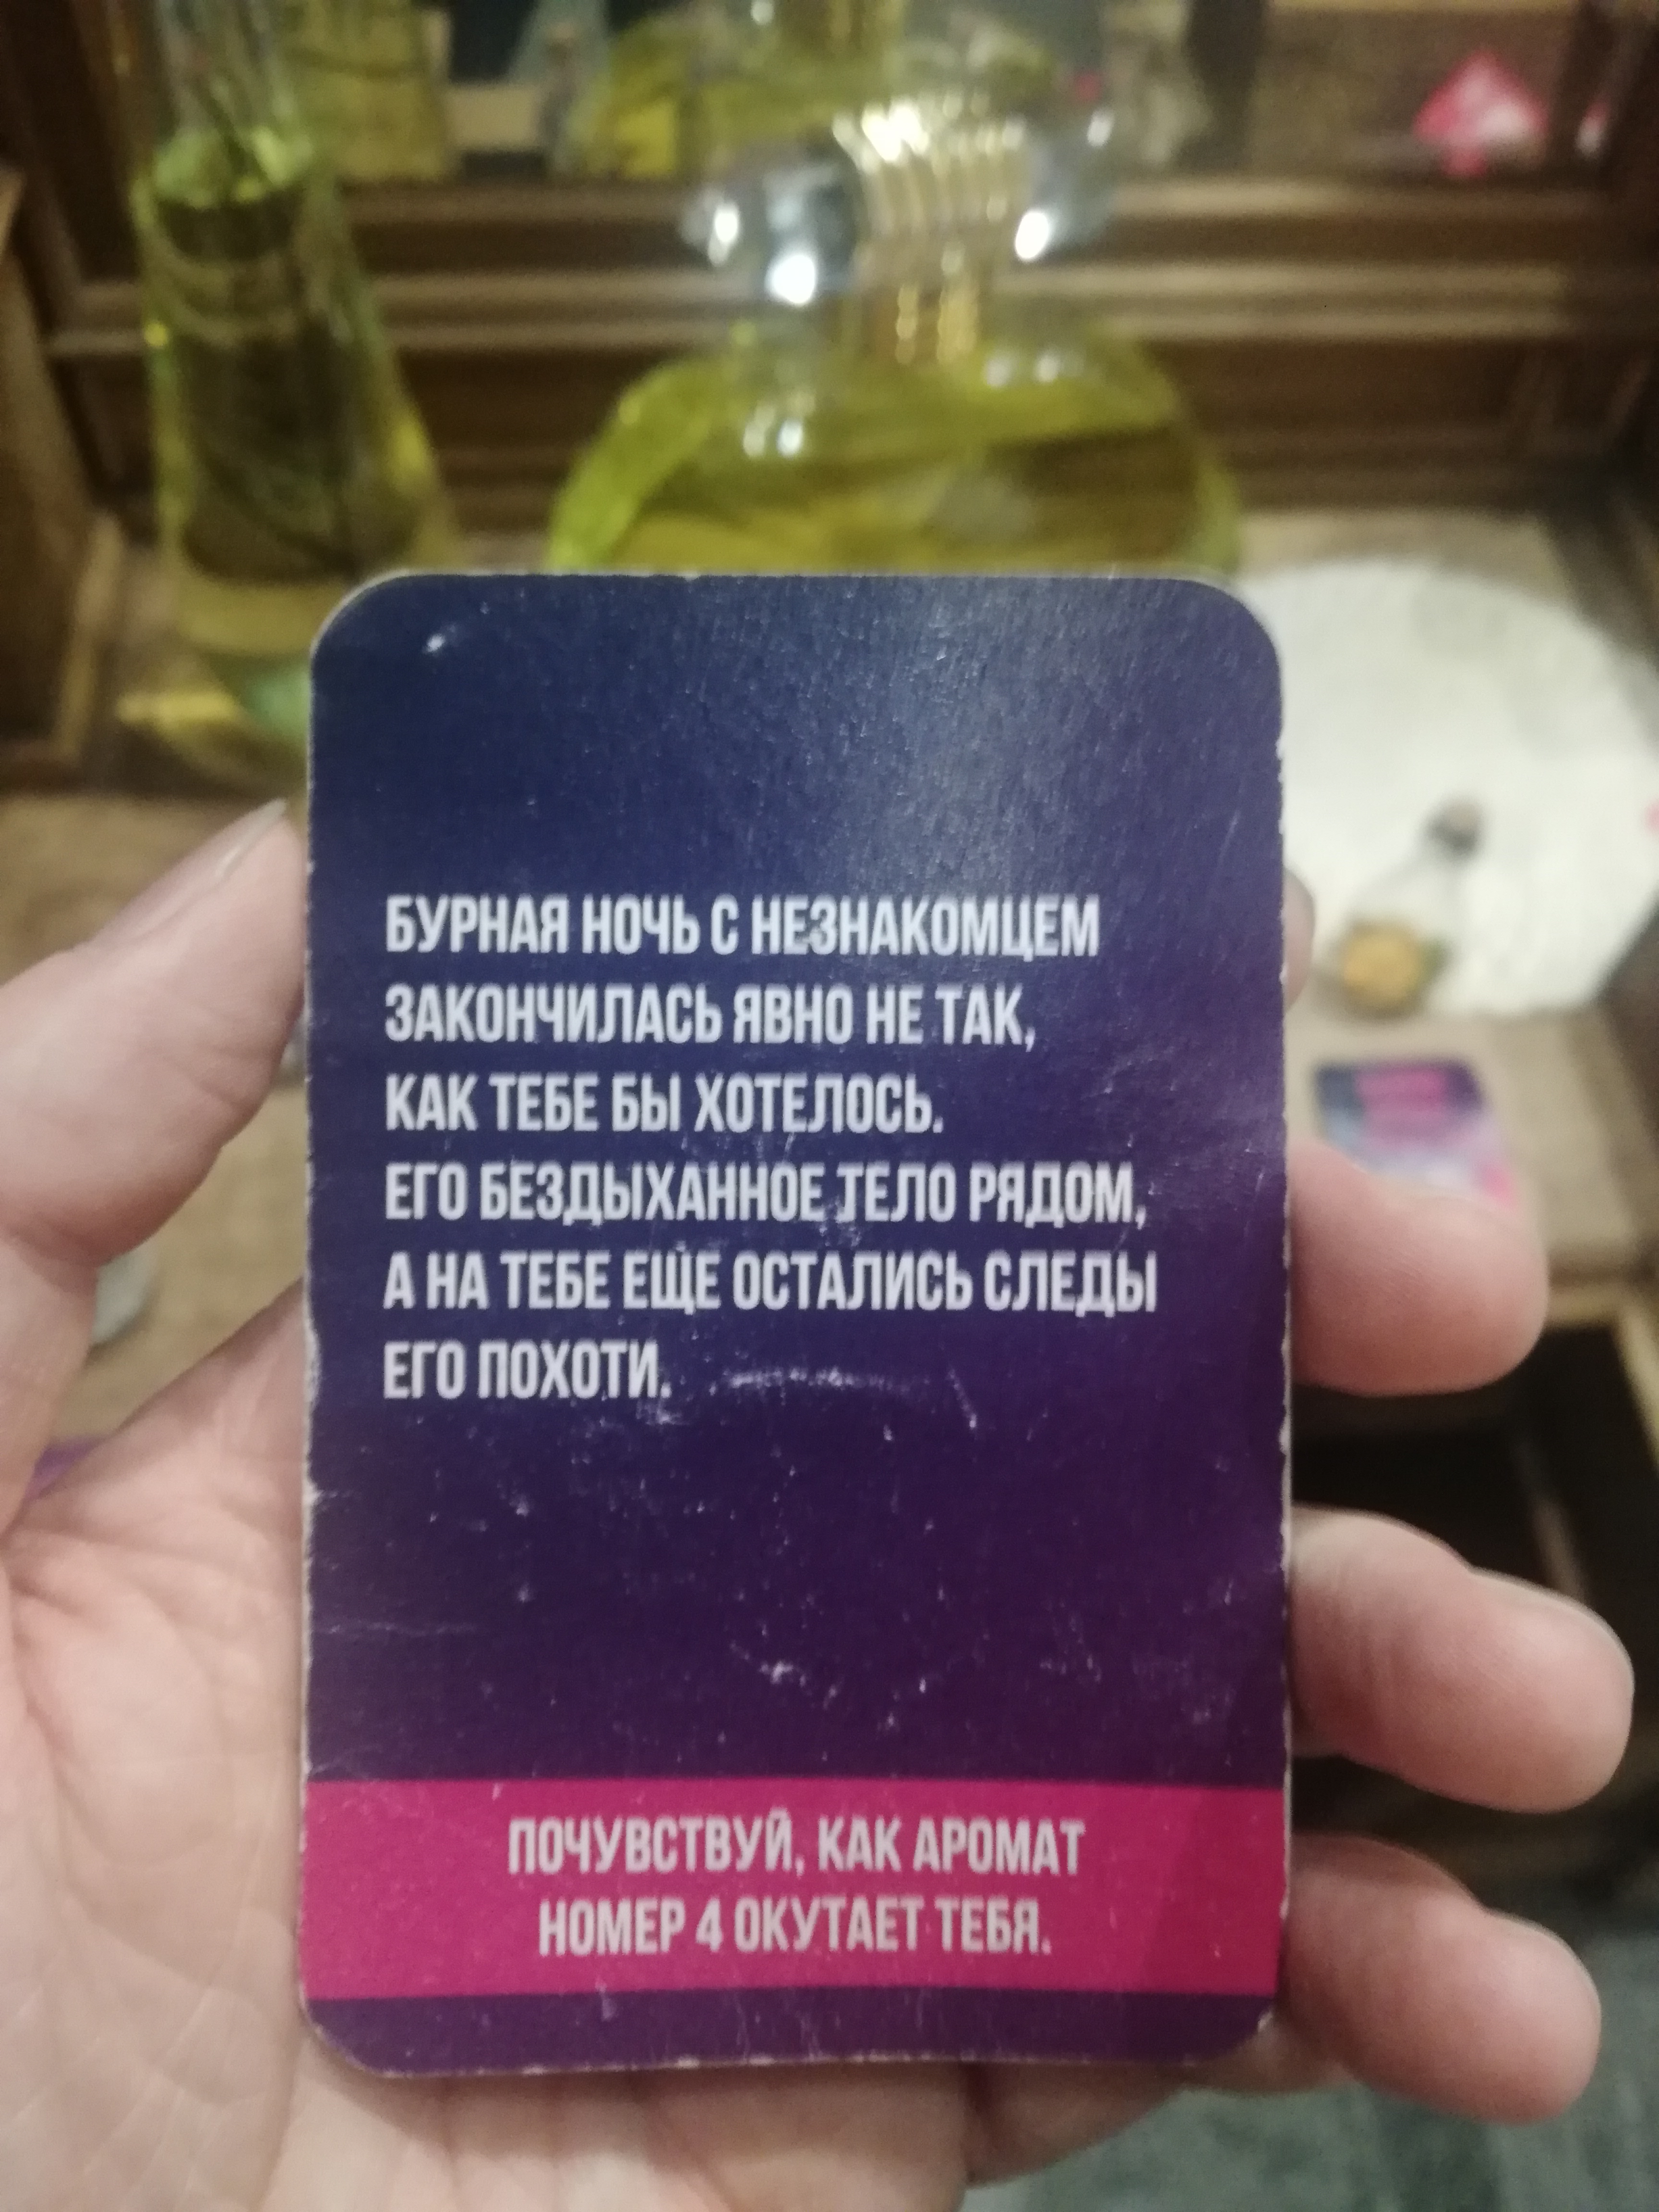 БУРНАЯ НОЧЬ С НЕЗНАКОМЦЕМ
ЗАКОНЧИЛАСЬ ЯВНО НЕ ТАК,
КАК ТЕБЕ БЫ ХОТЕЛОСЬ.
ЕГО БЕЗДЫХАННОЕ ТЕЛО РЯДОМ,
А НА ТЕБЕ ЕЩЕ ОСТАЛИСЬ СЛЕДЫ
ЕГО ПОХОТИ.
ПОЧУВСТВУЙ, КАК АРОМАТ
НОМЕР 4 ОКУТАЕТ ТЕБЯ.